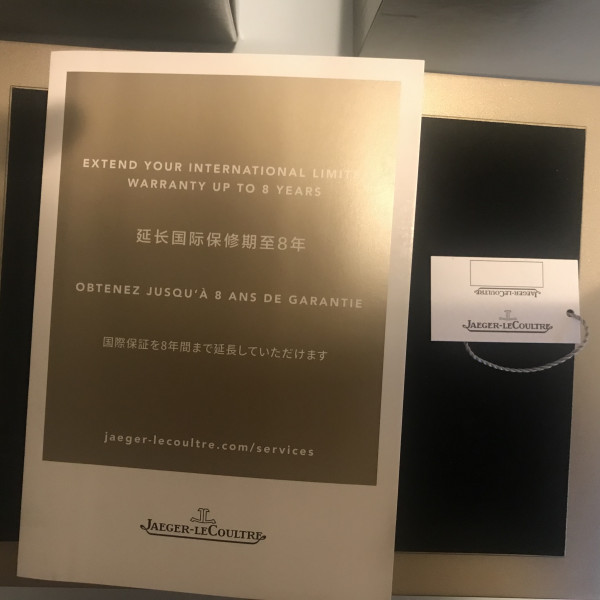 EXTEND YOUR INTERNATIONAL LIMITED
WARRANTY UP TO 8 YEARS
延长国际保修期至8年
OBTENEZ JUSQU'À 8 ANS DE GARANTIE
国際保証を8年間まで延長していただけます
jaeger-lecoultre.com/services
JAEGER-LECOULTRE
JAEGER-LECOULTRE
JAEGER-LECOULTRE